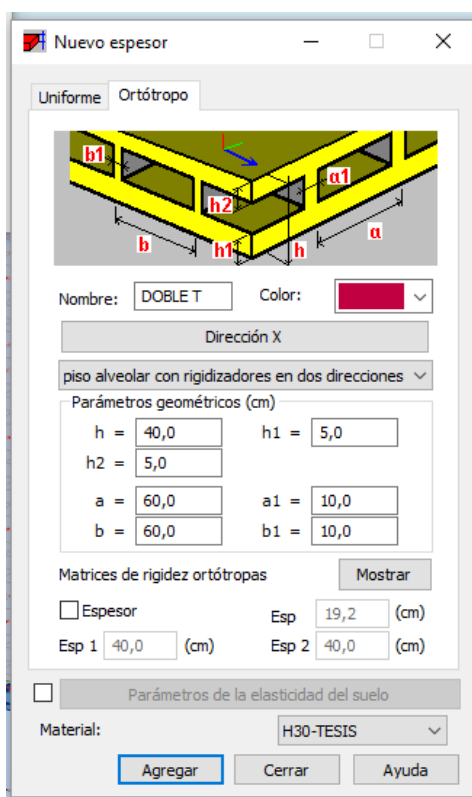 Nuevo espesor
Uniforme Ortótropo
b1 a1
h2
b h1 h a
Nombre: DOBLE T Color:
Dirección X
piso alveolar con rigidizadores en dos direcciones
Parámetros geométricos (cm)
h = 40,0 h1 = 5,0
h2 = 5,0
a = 60,0 a1 = 10,0
b = 60,0 b1 = 10,0
Matrices de rigidez ortótropas Mostrar
Espesor Esp 19,2 (cm)
Esp 1 40,0 (cm) Esp 2 40,0 (cm)
Parámetros de la elasticidad del suelo
Material: H30-TESIS
Agregar Cerrar Ayuda